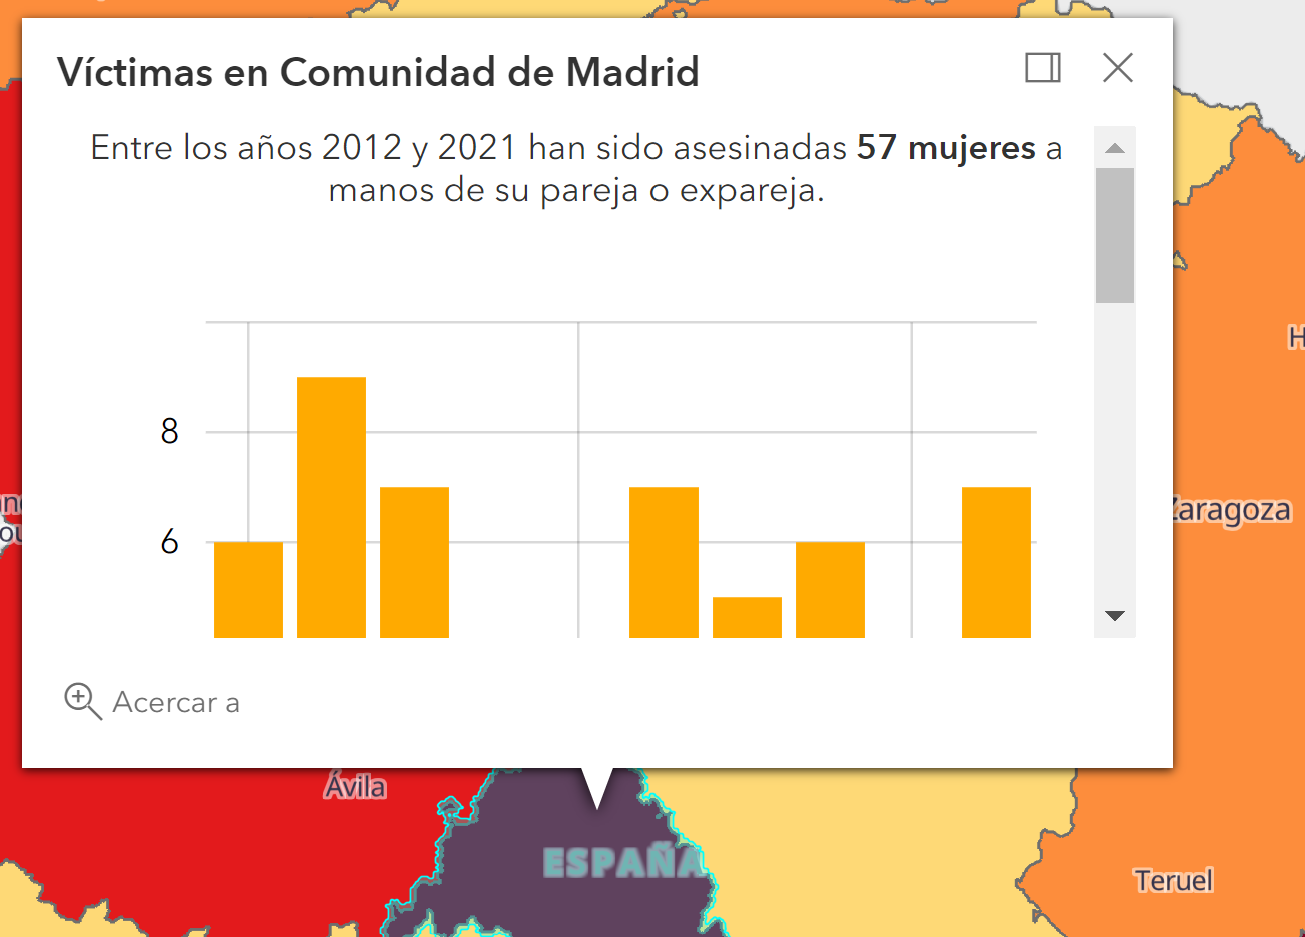 Víctimas en Comunidad de Madrid
Entre los años 2012 y 2021 han sido asesinadas 57 mujeres a
manos de su pareja o expareja.
8
6
H
Zaragoza
Acercar a
Ávila
ESPAÑA
Teruel